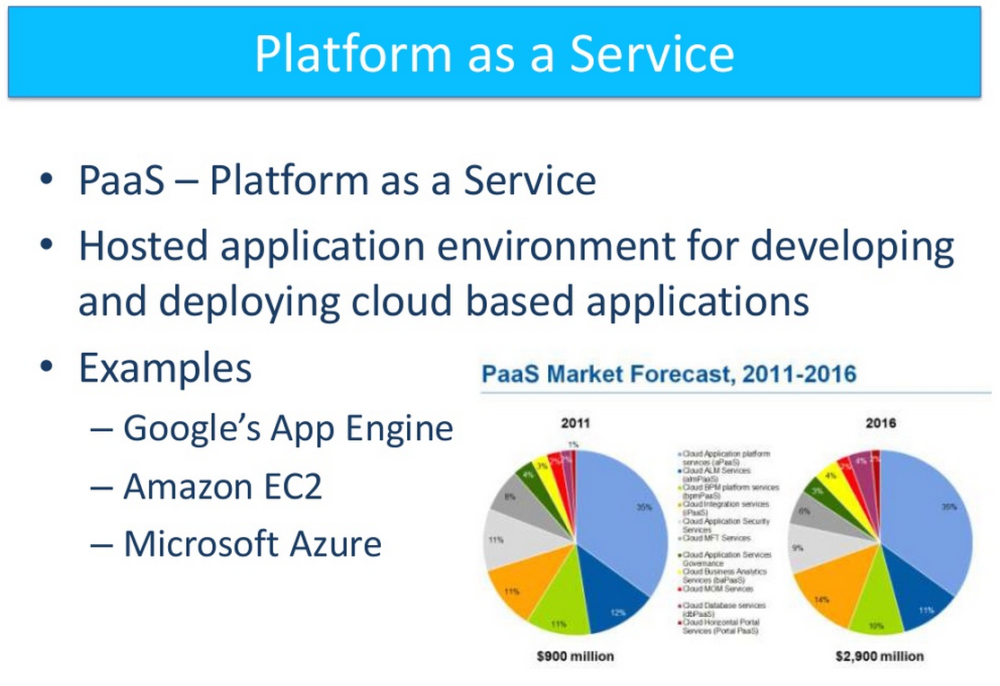 Platform as a Service
• PaaS – Platform as a Service
• Hosted application environment for developing
and deploying cloud based applications
• Examples
– Google’s App Engine
– Amazon EC2
– Microsoft Azure
PaaS Market Forecast, 2011-2016
2011
1%
2%
2%
3%
4%
8%
11%
11%
11%
12%
35%
$900 million
Cloud Application platform
services (aPaaS)
Cloud ALM Services
(almPaaS)
Cloud BPM platform services
(bpmPaaS)
Cloud Integration services
(iPaaS)
Cloud Application Security
Services
Cloud MFT Services
Cloud Application Services
Governance
Cloud Business Analytics
Services (baPaaS)
Cloud MOM Services
Cloud Database services
(dbPaaS)
Cloud Horizontal Portal
Services (Portal PaaS)
2016
2%
4%
2%
4%
3%
6%
9%
14%
10%
11%
$2,900 million